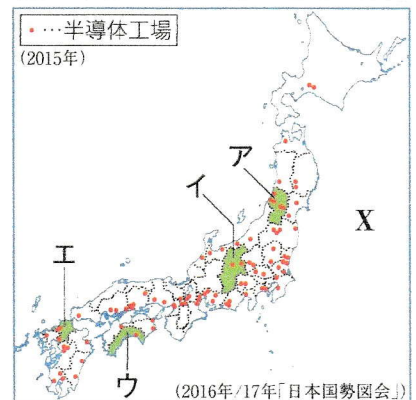 •…半導体工場
(2015年)
ア
イ
X
エ
ウ
(2016年/17年「日本国勢図会」)